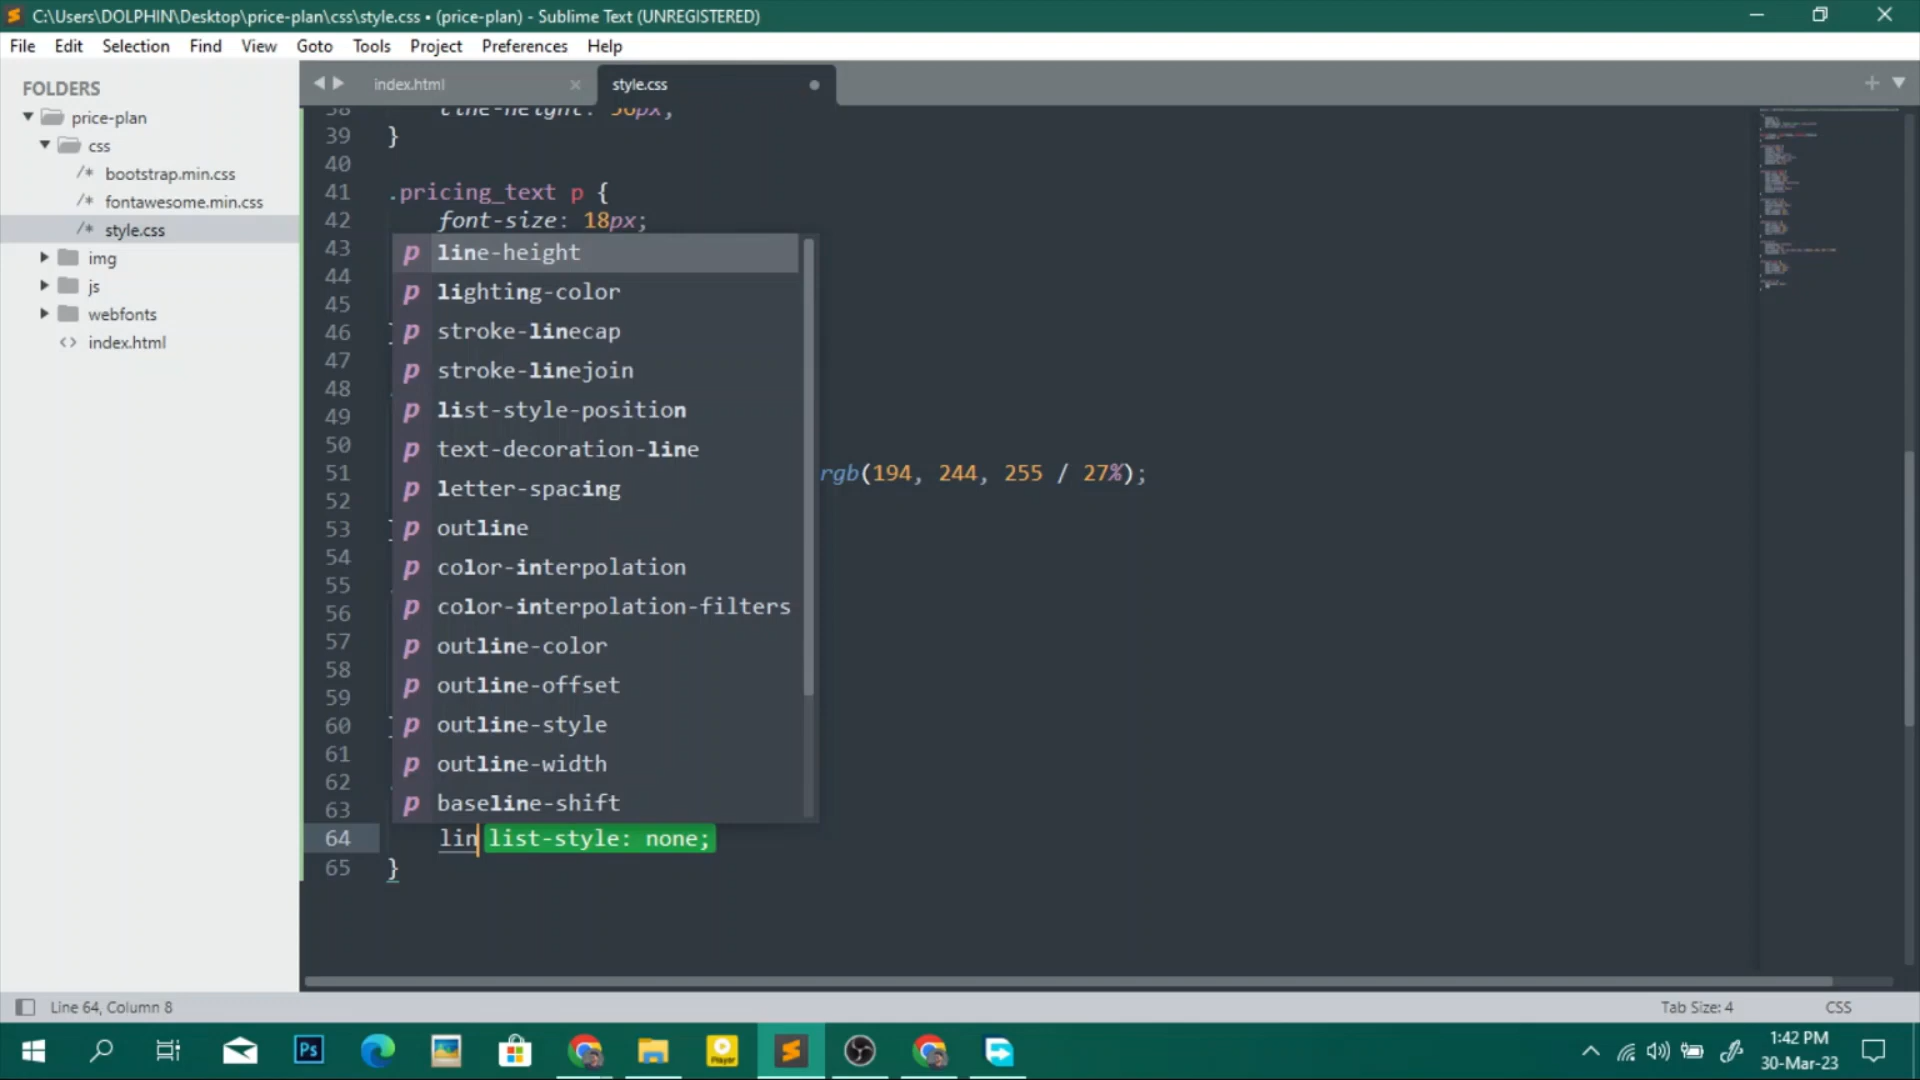 C:\Users\DOLPHIN\Desktop\price-plan\css\style.css • (price-plan) - Sublime Text (UNREGISTERED)
File Edit Selection Find View Goto Tools Project Preferences Help
FOLDERS
price-plan
css
/* bootstrap.min.css
/* fontawesome.min.css
/* style.css
img
js
webfonts
<> index.html
index.html
style.css
38 line-height: 30px;
39 }
40
41 .pricing_text p {
42 font-size: 18px;
43
44
45
46 }
47
48
49
50
51 rgb(194, 244, 255 / 27%);
52
53 }
54
55
56
57
58
59
60 }
61
62
63
64 lin list-style: none;
65 }
p line-height
p lighting-color
p stroke-linecap
p stroke-linejoin
p list-style-position
p text-decoration-line
p letter-spacing
p outline
p color-interpolation
p color-interpolation-filters
p outline-color
p outline-offset
p outline-style
p outline-width
p baseline-shift
Line 64, Column 8
Tab Size: 4
CSS
Ps
Player
1:42 PM
30-Mar-23